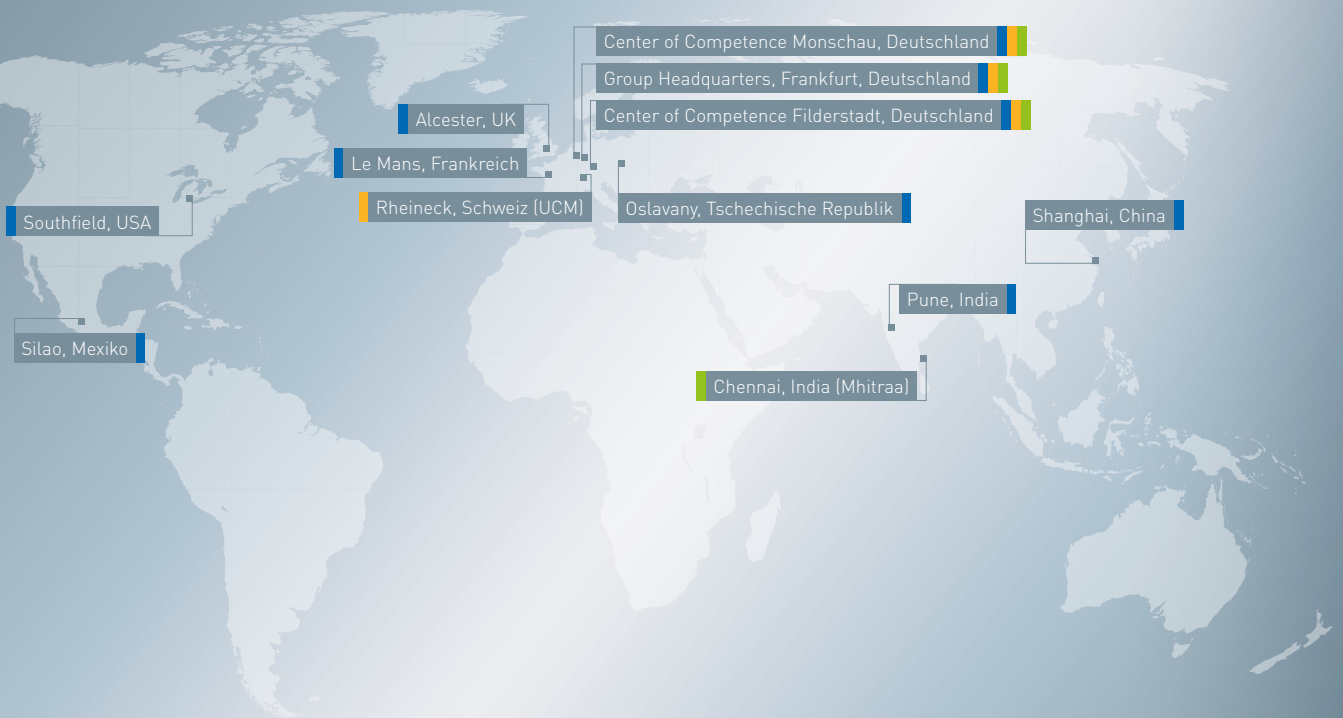 Center of Competence Monschau, Deutschland
Group Headquarters, Frankfurt, Deutschland
Center of Competence Filderstadt, Deutschland
Alcester, UK
Le Mans, Frankreich
Rheineck, Schweiz (UCM)
Oslavany, Tschechische Republik
Southfield, USA
Shanghai, China
Pune, India
Silao, Mexiko
Chennai, India (Mhitraa)